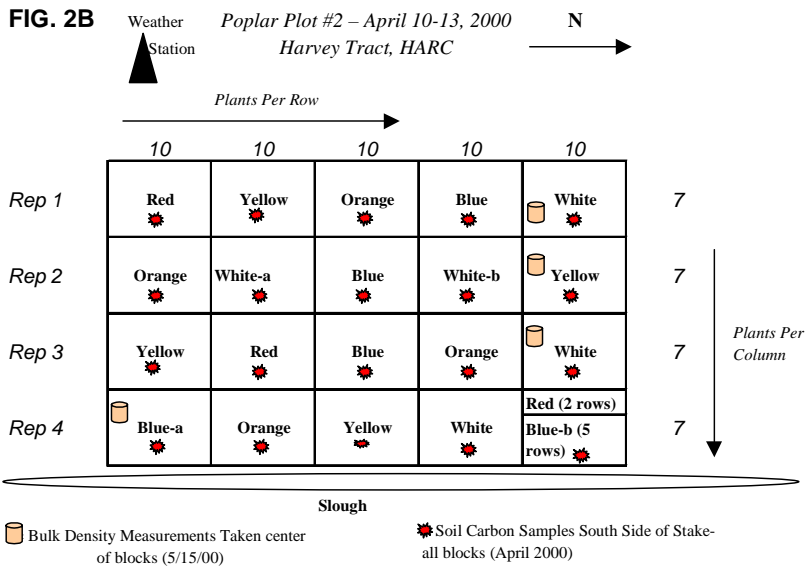 FIG. 2B
Weather
Station
Poplar Plot #2 – April 10-13, 2000
Harvey Tract, HARC
N
Plants Per Row
10 10 10 10 10
Rep 1 Red Yellow Orange Blue White 7
Rep 2 Orange White-a Blue White-b Yellow 7
Rep 3 Yellow Red Blue Orange White 7
Plants Per
Column
Red (2 rows)
Rep 4 Blue-a Orange Yellow White Blue-b (5 7
rows)
Slough
Bulk Density Measurements Taken center
of blocks (5/15/00)
Soil Carbon Samples South Side of Stake-
all blocks (April 2000)